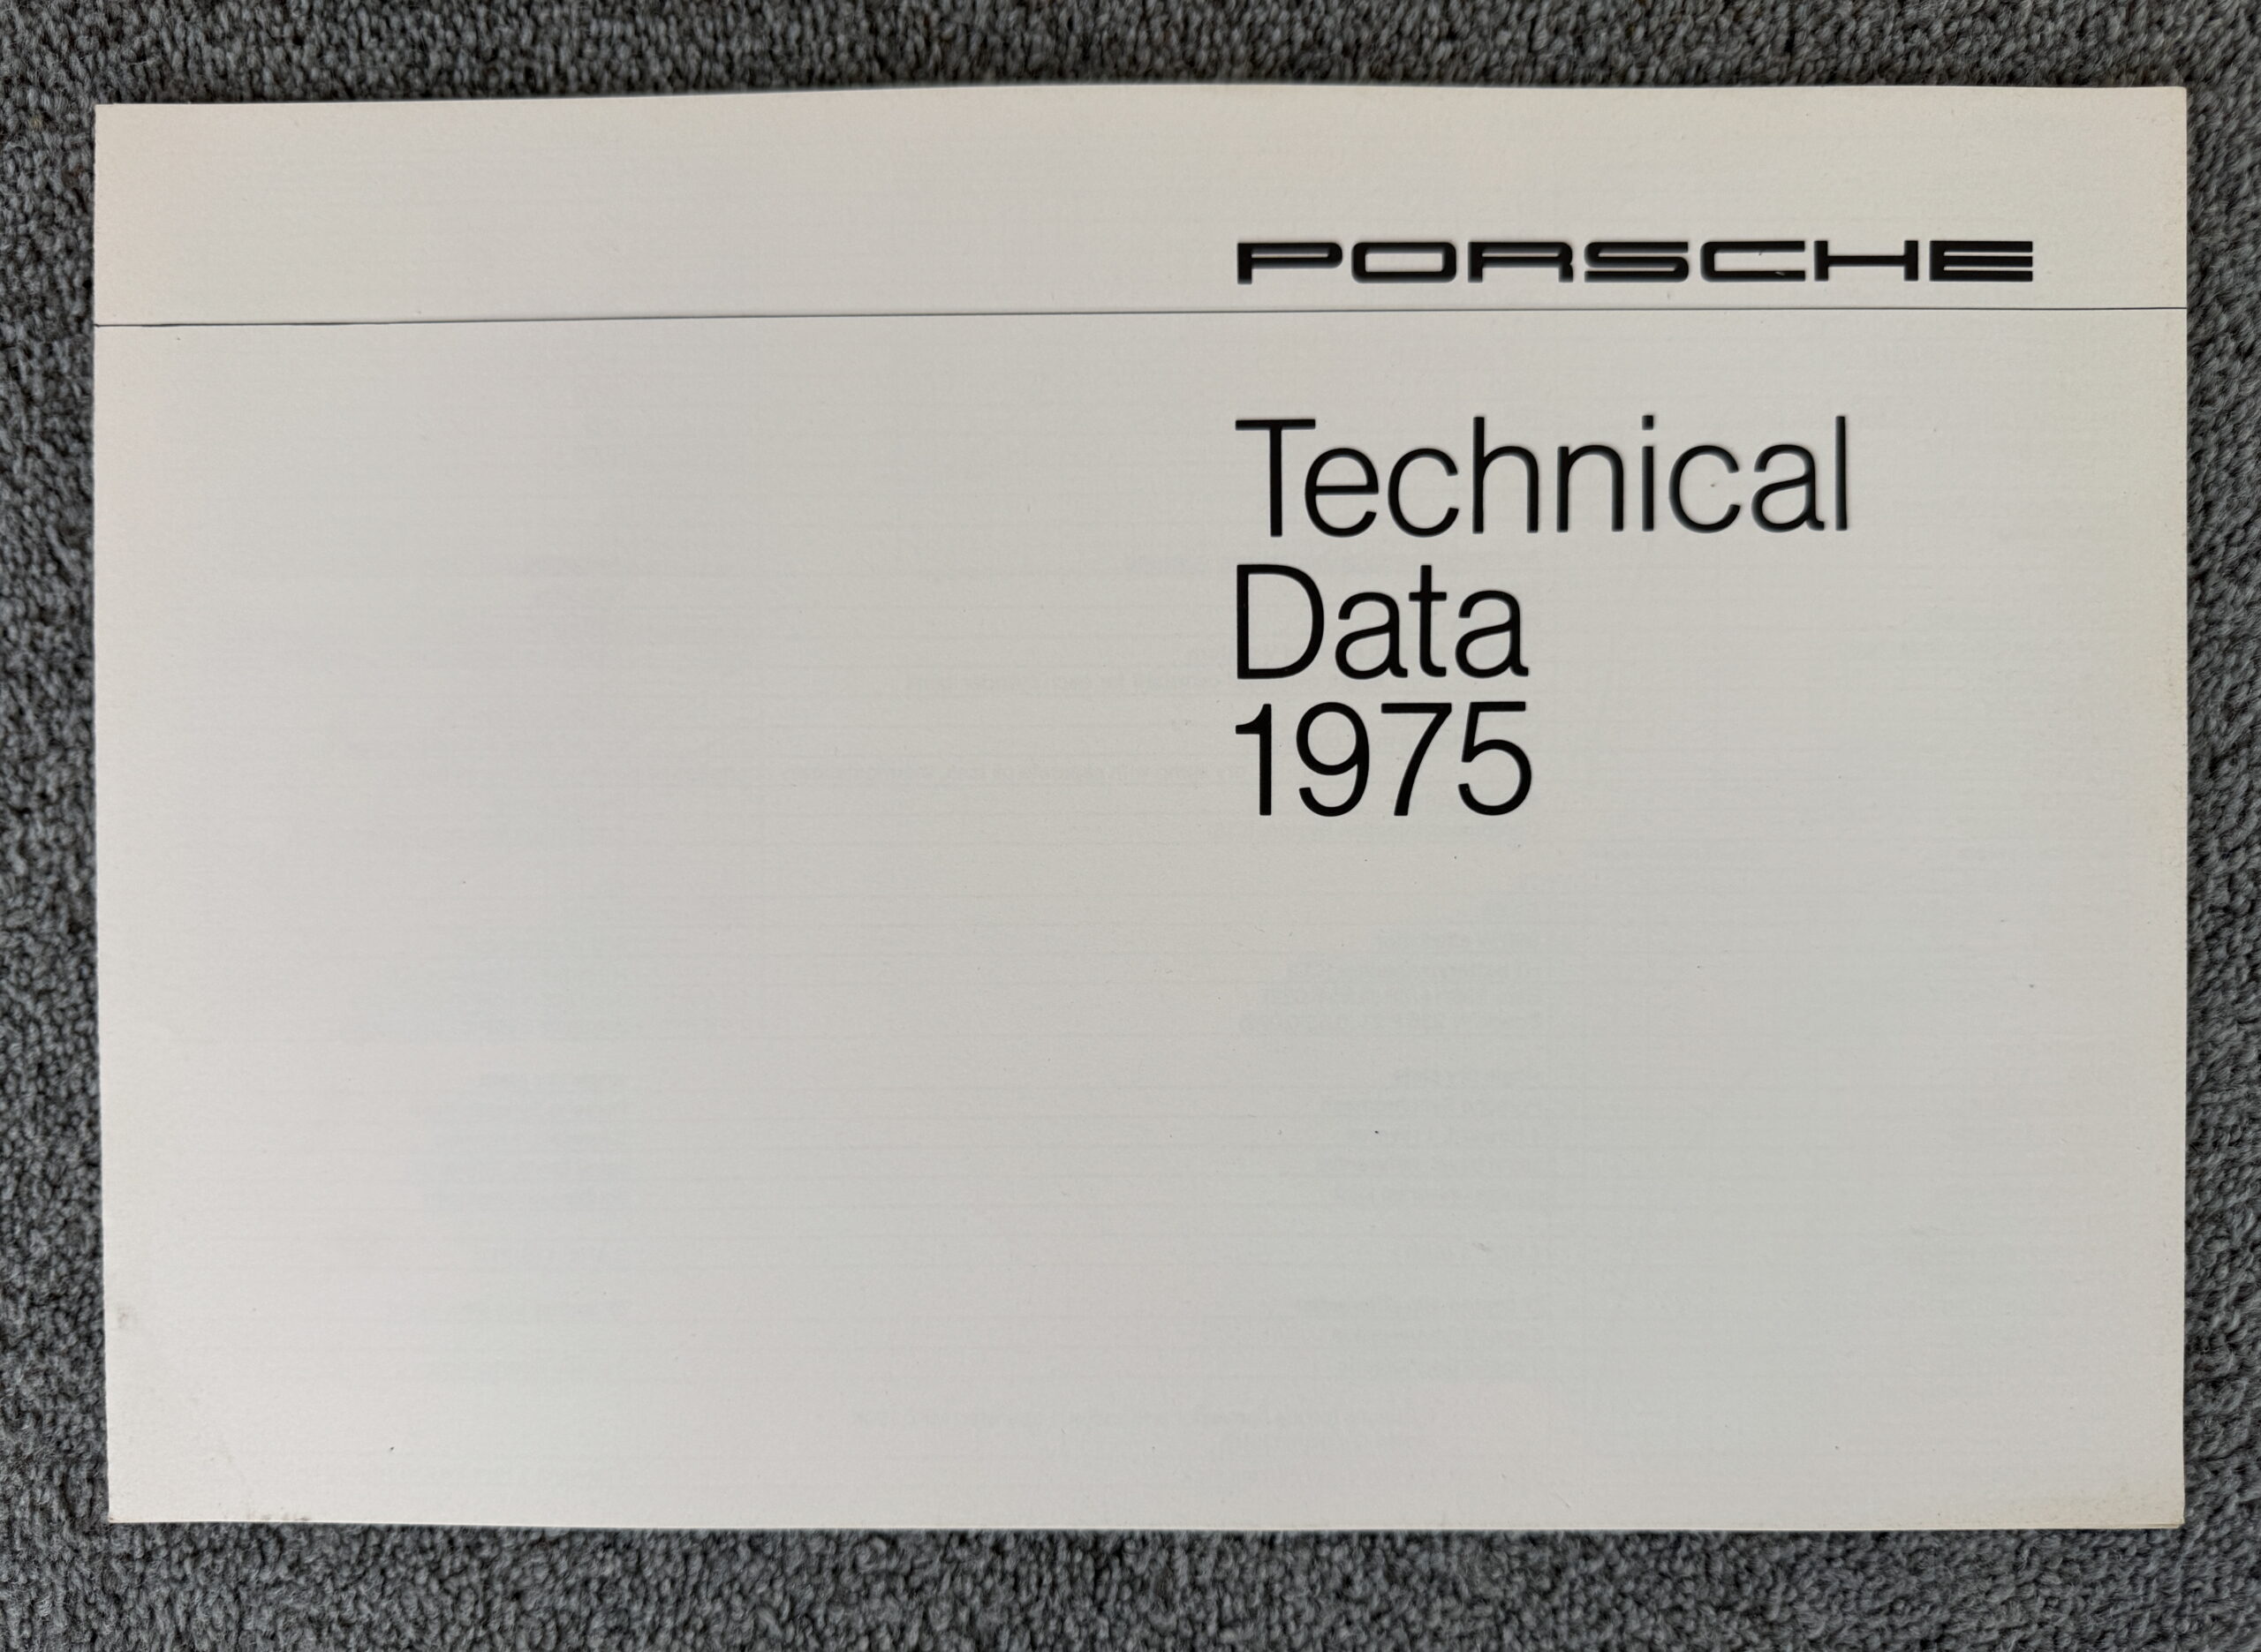 PORSCHE
Technical
Data
1975